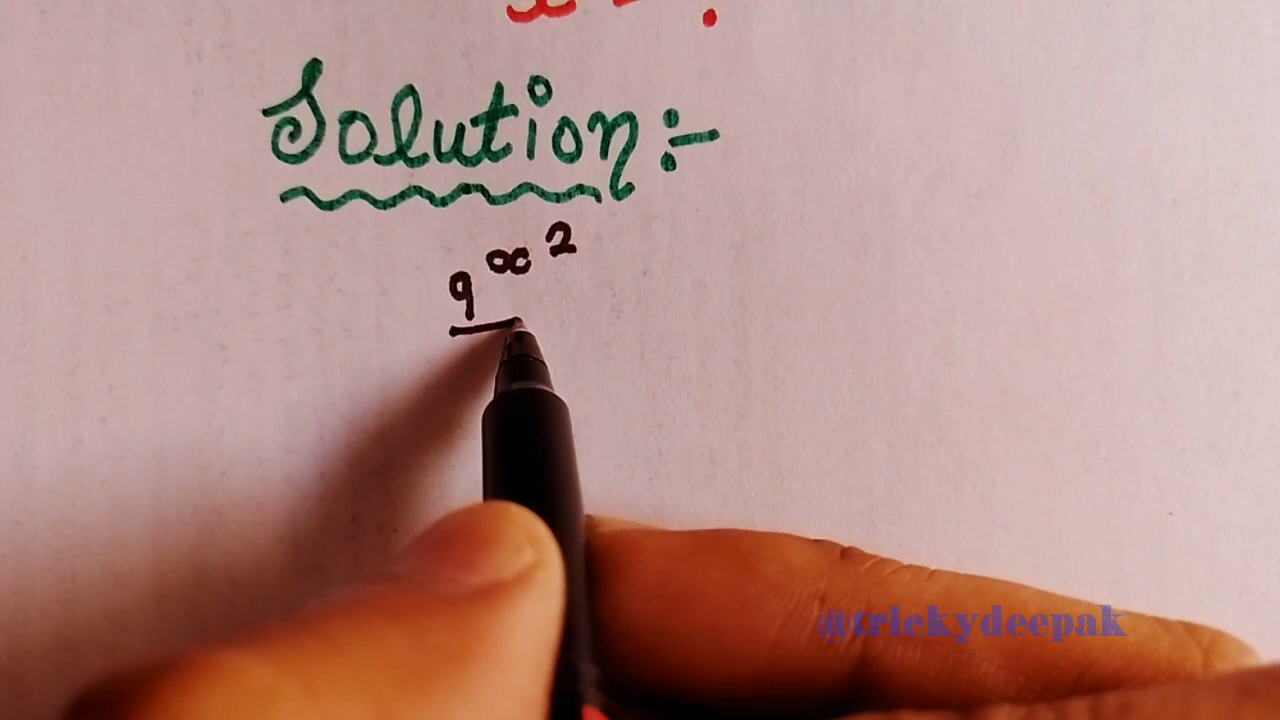 x = ?
Solution :-
9^x^2
@trickydeepak